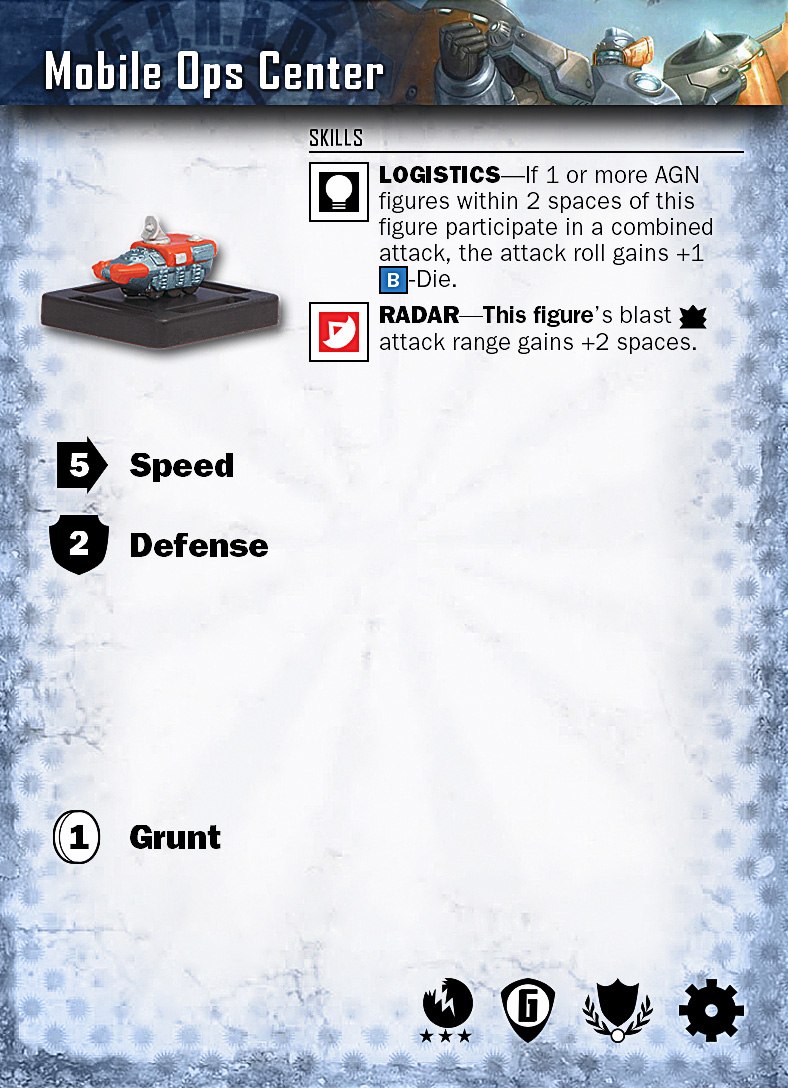 Mobile Ops Center
SKILLS
LOGISTICS—If 1 or more AGN
figures within 2 spaces of this
figure participate in a combined
attack, the attack roll gains +1
B-Die.
RADAR—This figure's blast
attack range gains +2 spaces.
5 Speed
2 Defense
1 Grunt
G